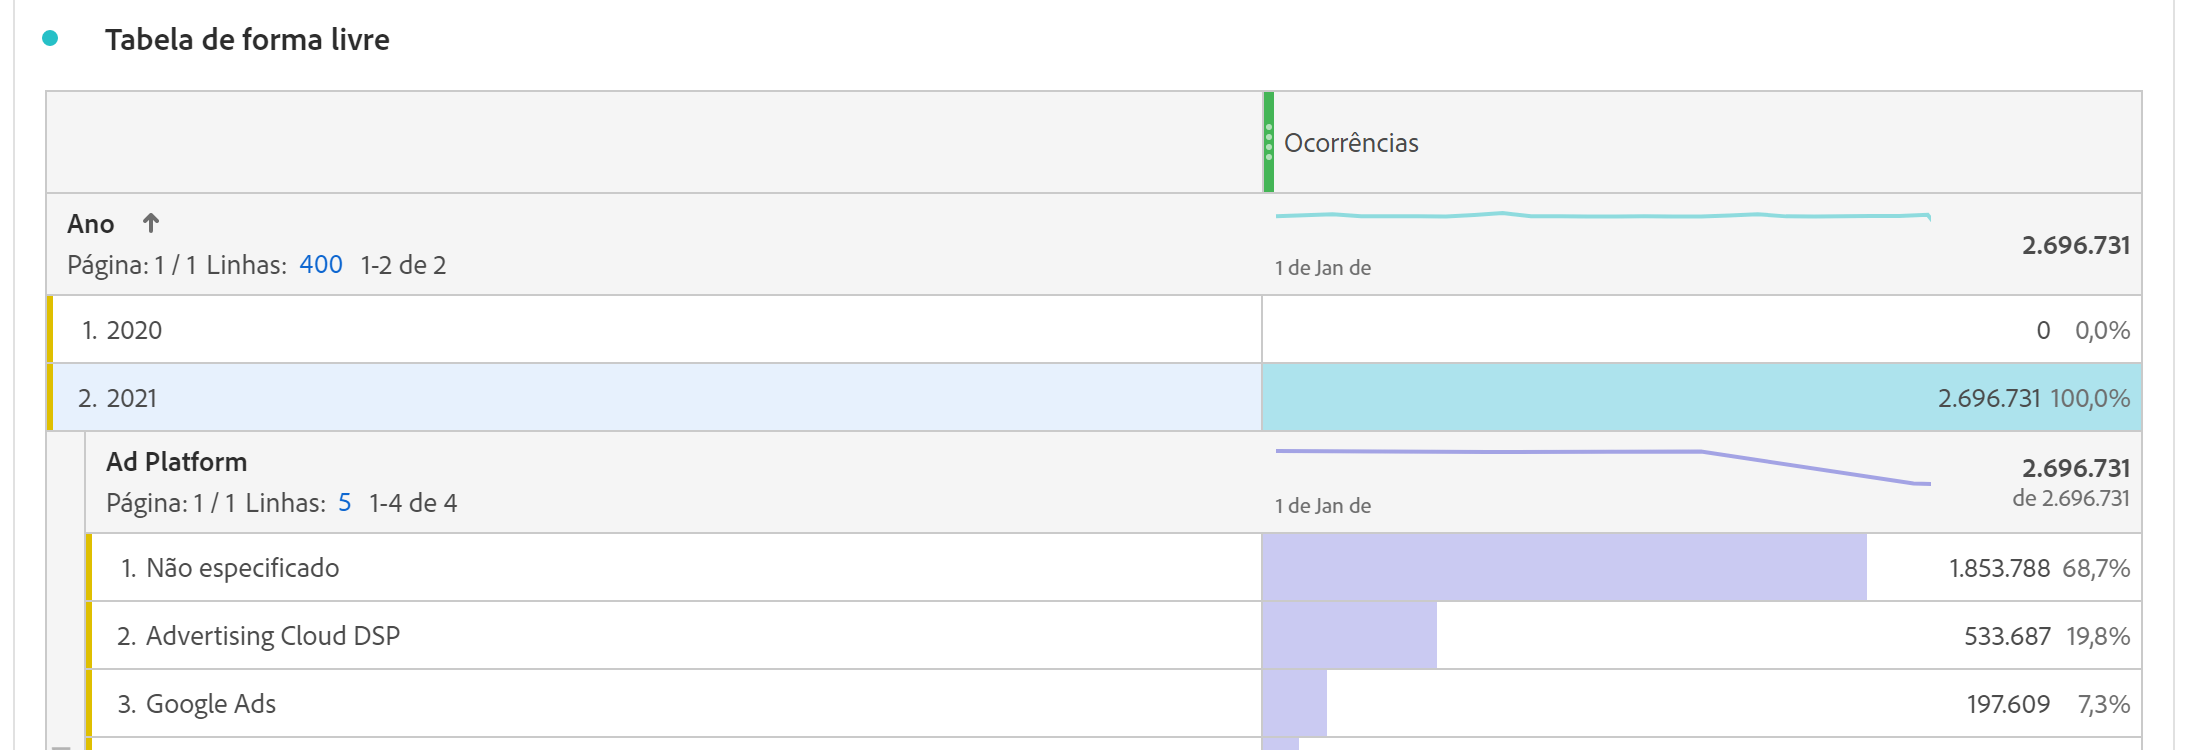 Tabela de forma livre
Ocorrências
Ano
Página: 1 / 1 Linhas: 400 1-2 de 2
1 de Jan de
2.696.731
1. 2020 0 0,0%
2. 2021 2.696.731 100,0%
Ad Platform
Página: 1 / 1 Linhas: 5 1-4 de 4
1 de Jan de
2.696.731
de 2.696.731
1. Não especificado 1.853.788 68,7%
2. Advertising Cloud DSP 533.687 19,8%
3. Google Ads 197.609 7,3%